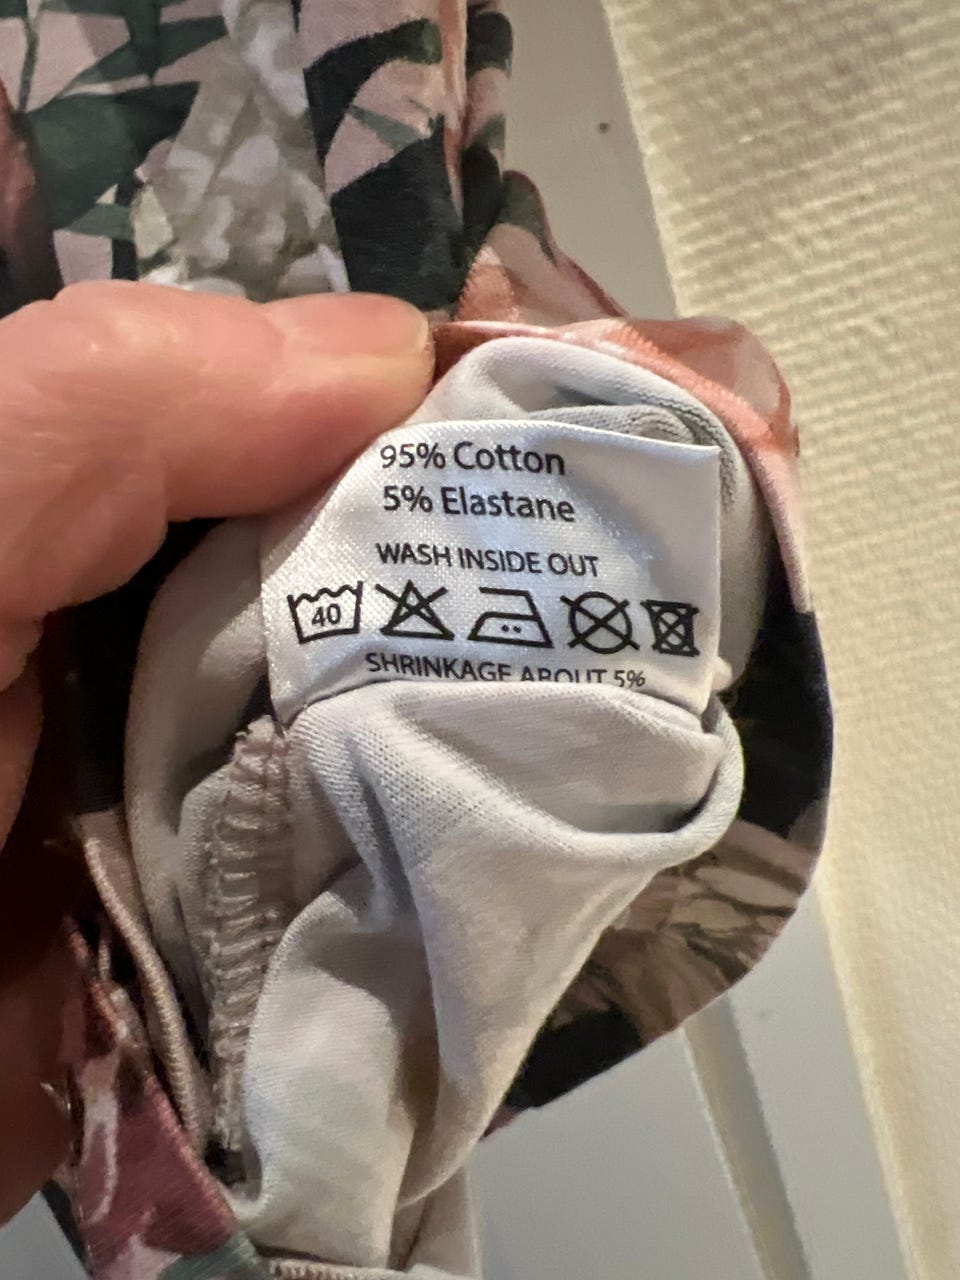 95% Cotton
5% Elastane
WASH INSIDE OUT
40
SHRINKAGE ABOUT 5%